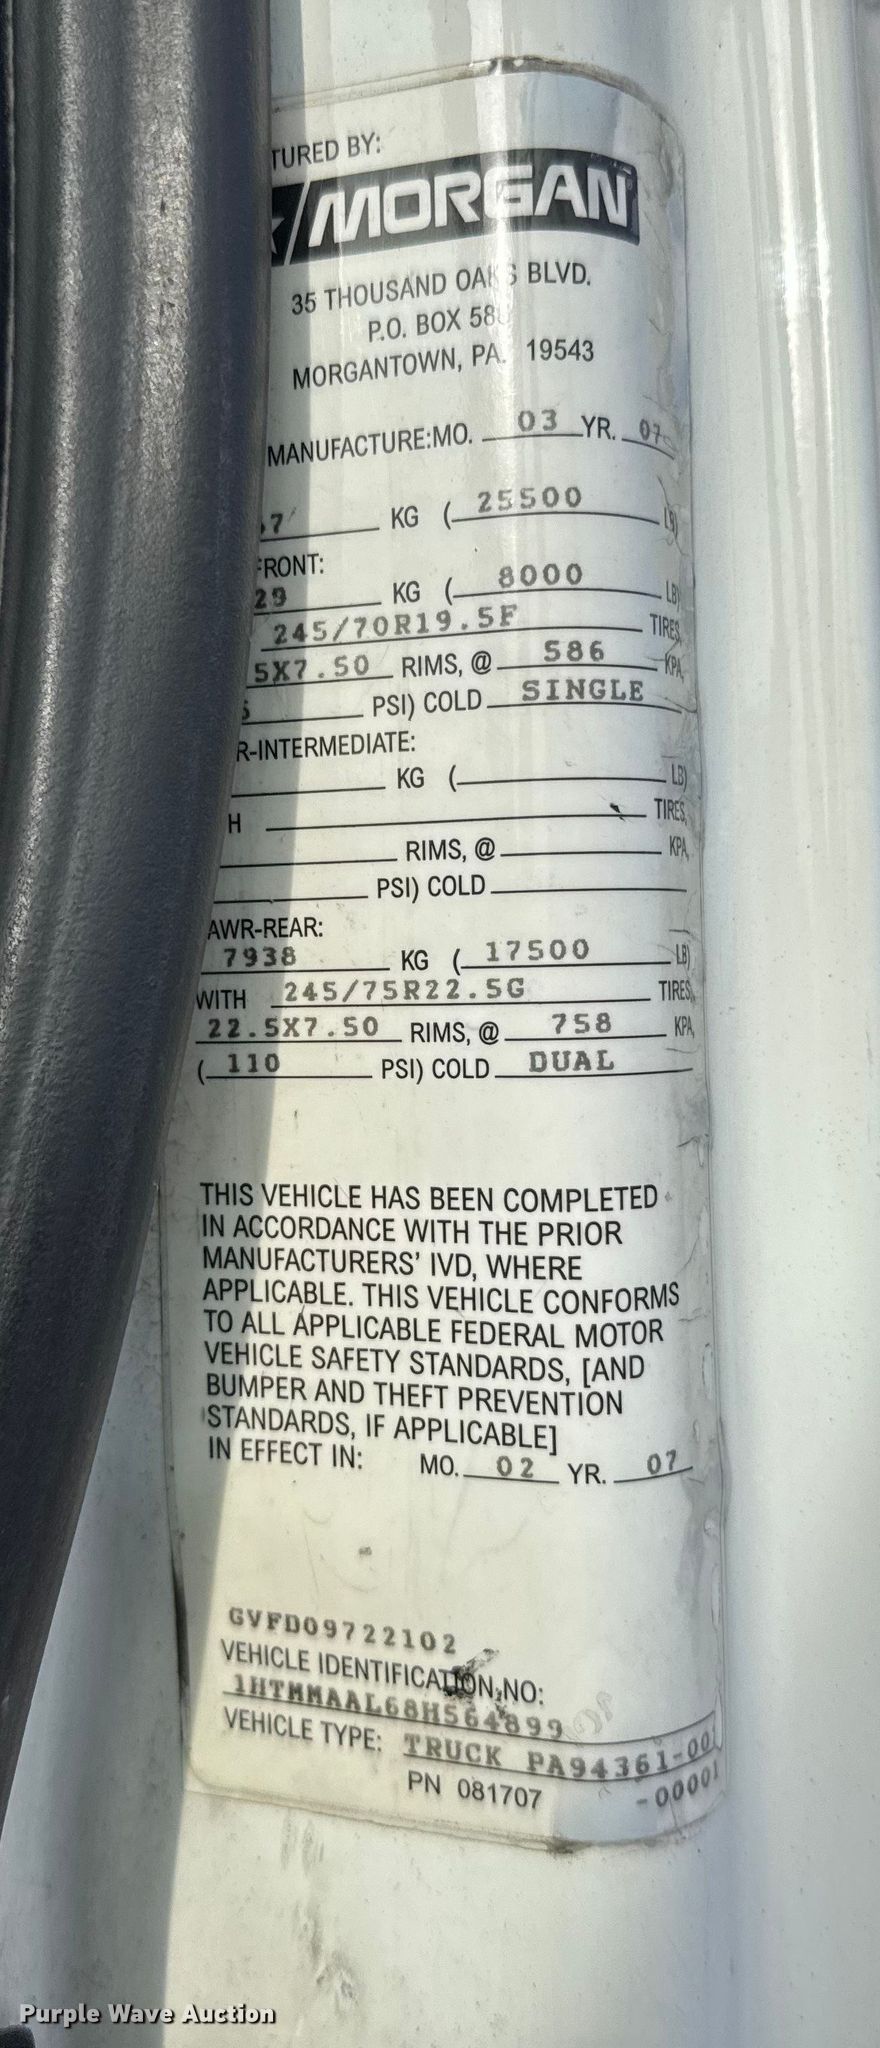 TURED BY:
MORGAN
35 THOUSAND OAKS BLVD.
P.O. BOX 58
MORGANTOWN, PA. 19543
MANUFACTURE:MO. 03 YR. 07
KG ( 25500 LB)
FRONT:
29 KG ( 8000 LB)
245/70R19.5F TIRES,
5X7.50 RIMS, @ 586 KPA,
PSI) COLD SINGLE
R-INTERMEDIATE:
KG ( LB)
H TIRES,
RIMS, @ KPA,
PSI) COLD
AWR-REAR:
7938 KG ( 17500 LB)
WITH 245/75R22.5G TIRES,
22.5X7.50 RIMS, @ 758 KPA,
( 110 PSI) COLD DUAL
THIS VEHICLE HAS BEEN COMPLETED
IN ACCORDANCE WITH THE PRIOR
MANUFACTURERS' IVD, WHERE
APPLICABLE. THIS VEHICLE CONFORMS
TO ALL APPLICABLE FEDERAL MOTOR
VEHICLE SAFETY STANDARDS, [AND
BUMPER AND THEFT PREVENTION
STANDARDS, IF APPLICABLE]
IN EFFECT IN: MO. 02 YR. 07
GVFD09722102
VEHICLE IDENTIFICATION NO:
1HTMMAAL68H564899
VEHICLE TYPE: TRUCK PA94361-001
PN 081707 -00001
Purple Wave Auction